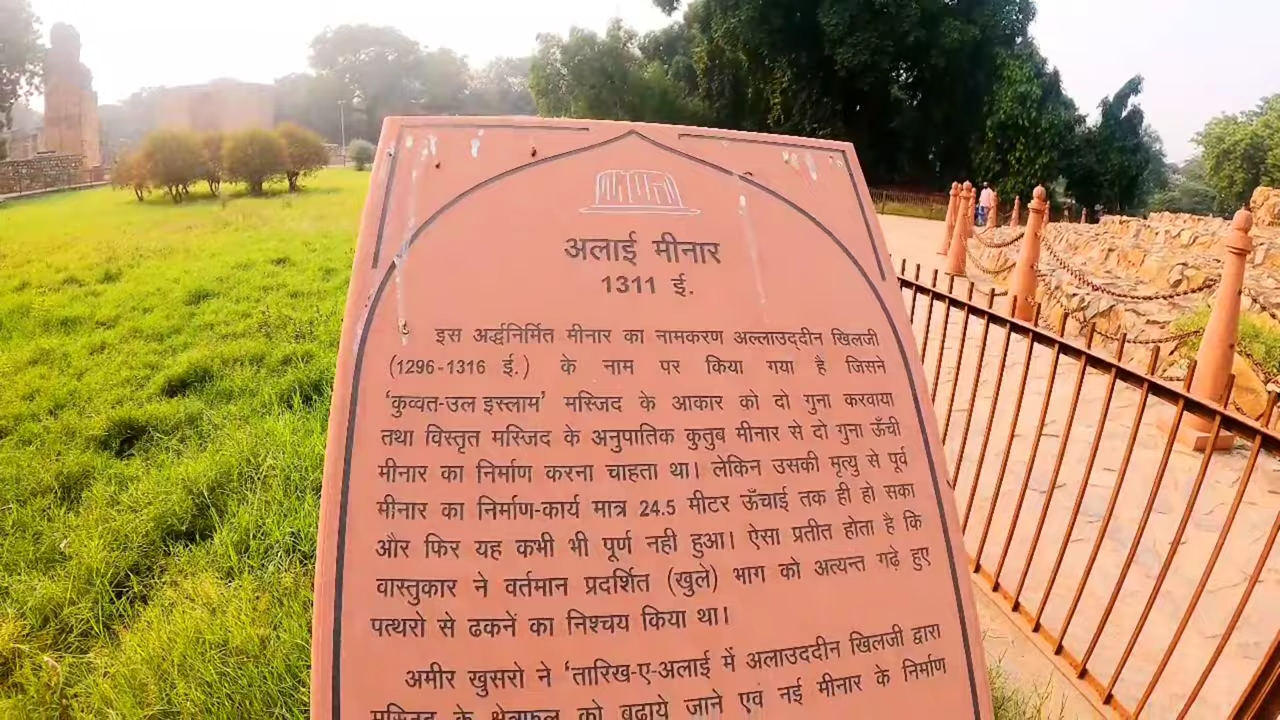 अलाई मीनार
1311 ई.
इस अर्द्धनिर्मित मीनार का नामकरण अल्लाउद्दीन खिलजी
(1296-1316 ई.) के नाम पर किया गया है जिसने
'कुव्वत-उल इस्लाम' मस्जिद के आकार को दो गुना करवाया
तथा विस्तृत मस्जिद के अनुपातिक कुतुब मीनार से दो गुना ऊँची
मीनार का निर्माण करना चाहता था। लेकिन उसकी मृत्यु से पूर्व
मीनार का निर्माण-कार्य मात्र 24.5 मीटर ऊँचाई तक ही हो सका
और फिर यह कभी भी पूर्ण नही हुआ। ऐसा प्रतीत होता है कि
वास्तुकार ने वर्तमान प्रदर्शित (खुले) भाग को अत्यन्त गढ़े हुए
पत्थरो से ढकनें का निश्चय किया था।
अमीर खुसरो ने 'तारिख-ए-अलाई में अलाउददीन खिलजी द्वारा
मस्जिद के क्षेत्रफल को बढाये जाने एवं नई मीनार के निर्माण